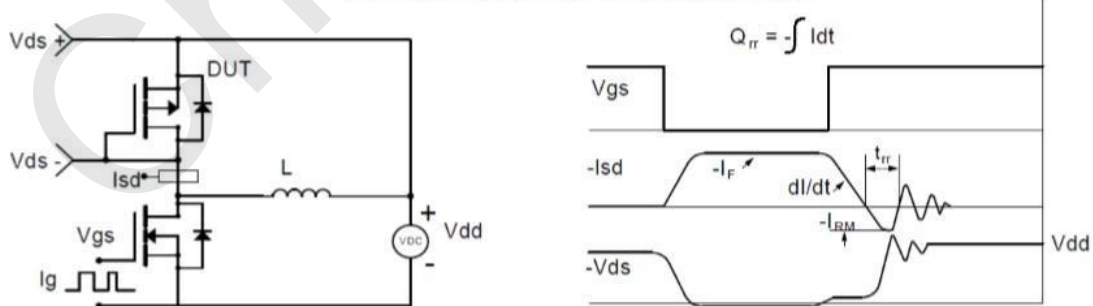 Vds +
DUT
Vds -
Isd
L
Vgs
Ig
+
VDC
-
Vdd
Qrr = -∫ Idt
Vgs
-Isd
-IF
dI/dt
trr
-IRM
Vdd
-Vds